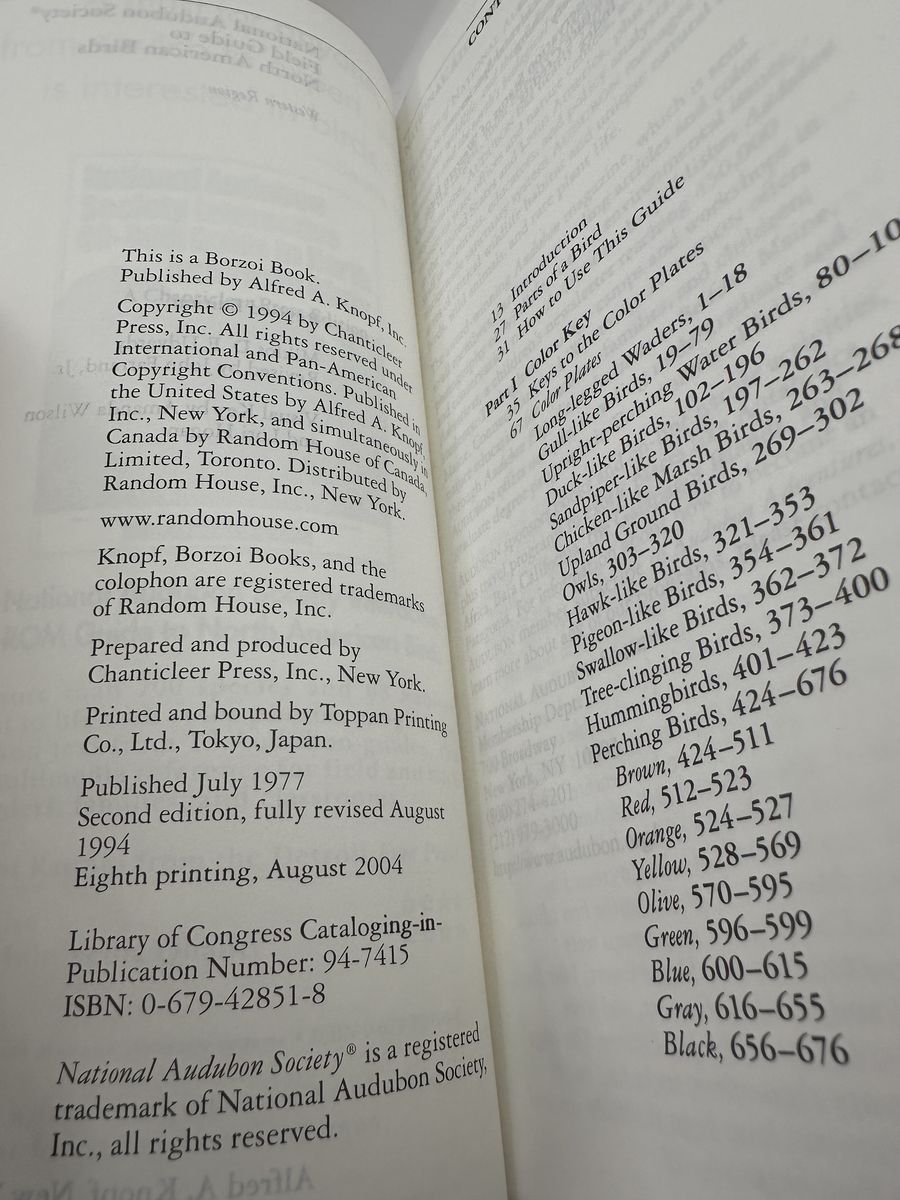 This is a Borzoi Book.
Published by Alfred A. Knopf, Inc.
Copyright © 1994 by Chanticleer
Press, Inc. All rights reserved under
International and Pan-American
Copyright Conventions. Published in
the United States by Alfred A. Knopf,
Inc., New York, and simultaneously in
Canada by Random House of Canada,
Limited, Toronto. Distributed by
Random House, Inc., New York.
www.randomhouse.com
Knopf, Borzoi Books, and the
colophon are registered trademarks
of Random House, Inc.
Prepared and produced by
Chanticleer Press, Inc., New York.
Printed and bound by Toppan Printing
Co., Ltd., Tokyo, Japan.
Published July 1977
Second edition, fully revised August
1994
Eighth printing, August 2004
Library of Congress Cataloging-in-
Publication Number: 94-7415
ISBN: 0-679-42851-8
National Audubon Society® is a registered
trademark of National Audubon Society,
Inc., all rights reserved.
CONT
13 Introduction
27 Parts of a Bird
31 How to Use This Guide
Part I Color Key
35 Keys to the Color Plates
67 Color Plates
Long-legged Waders, 1–18
Gull-like Birds, 19–79
Upright-perching Water Birds, 80–10
Duck-like Birds, 102–196
Sandpiper-like Birds, 197–262
Chicken-like Marsh Birds, 263–268
Upland Ground Birds, 269–302
Owls, 303–320
Hawk-like Birds, 321–353
Pigeon-like Birds, 354–361
Swallow-like Birds, 362–372
Tree-clinging Birds, 373–400
Hummingbirds, 401–423
Perching Birds, 424–676
Brown, 424–511
Red, 512–523
Orange, 524–527
Yellow, 528–569
Olive, 570–595
Green, 596–599
Blue, 600–615
Gray, 616–655
Black, 656–676